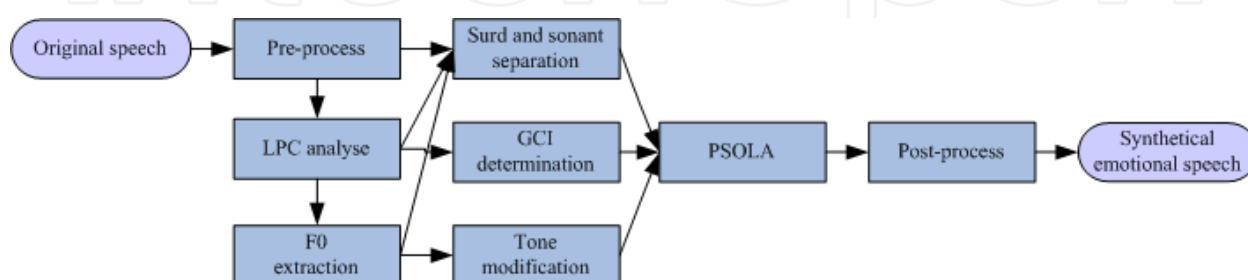 Original speech
Pre-process
Surd and sonant
separation
LPC analyse
GCI
determination
PSOLA
Post-process
Synthetical
emotional speech
F0
extraction
Tone
modification